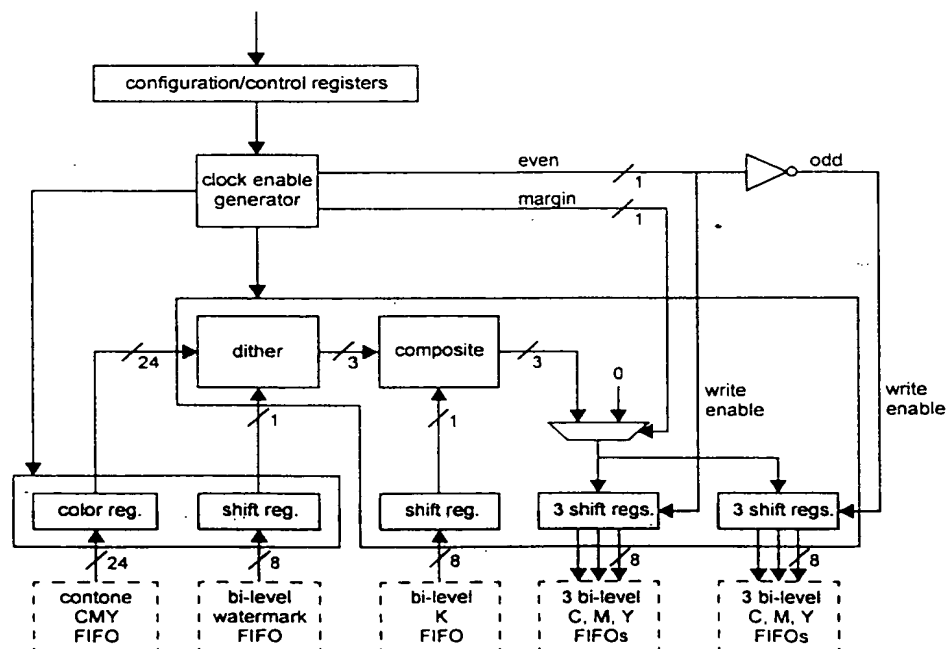 configuration/control registers
clock enable
generator
even
1
odd
margin
1
dither
composite
24
3
3
0
write
enable
write
enable
1
1
color reg.
shift reg.
shift reg.
3 shift regs.
3 shift regs.
24
8
8
8
8
contone
CMY
FIFO
bi-level
watermark
FIFO
bi-level
K
FIFO
3 bi-level
C, M, Y
FIFOs
3 bi-level
C, M, Y
FIFOs